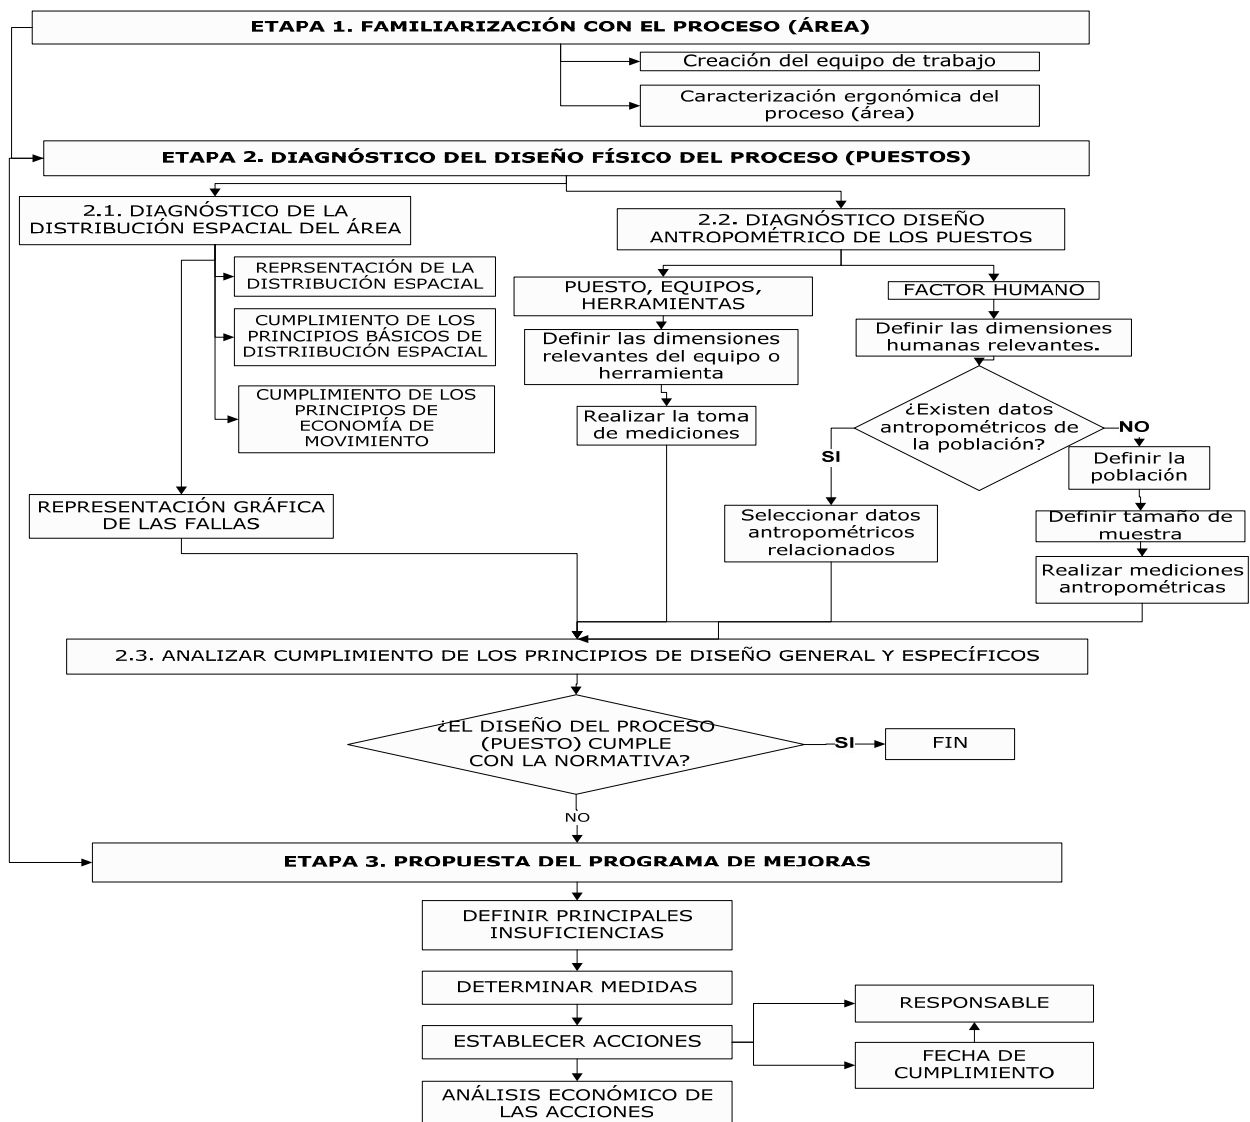 ETAPA 1. FAMILIARIZACIÓN CON EL PROCESO (ÁREA)
Creación del equipo de trabajo
Caracterización ergonómica del
proceso (área)
ETAPA 2. DIAGNÓSTICO DEL DISEÑO FÍSICO DEL PROCESO (PUESTOS)
2.1. DIAGNÓSTICO DE LA
DISTRIBUCIÓN ESPACIAL DEL ÁREA
REPRSENTACIÓN DE LA
DISTRIBUCIÓN ESPACIAL
CUMPLIMIENTO DE LOS
PRINCIPIOS BÁSICOS DE
DISTRIIBUCIÓN ESPACIAL
CUMPLIMIENTO DE LOS
PRINCIPIOS DE
ECONOMÍA DE
MOVIMIENTO
REPRESENTACIÓN GRÁFICA
DE LAS FALLAS
2.2. DIAGNÓSTICO DISEÑO
ANTROPOMÉTRICO DE LOS PUESTOS
PUESTO, EQUIPOS,
HERRAMIENTAS
Definir las dimensiones
relevantes del equipo o
herramienta
Realizar la toma
de mediciones
FACTOR HUMANO
Definir las dimensiones
humanas relevantes.
¿Existen datos
antropométricos de
la población?
SI
NO
Seleccionar datos
antropométricos
relacionados
Definir la
población
Definir tamaño de
muestra
Realizar mediciones
antropométricas
2.3. ANALIZAR CUMPLIMIENTO DE LOS PRINCIPIOS DE DISEÑO GENERAL Y ESPECÍFICOS
¿EL DISEÑO DEL PROCESO
(PUESTO) CUMPLE
CON LA NORMATIVA?
SI
FIN
NO
ETAPA 3. PROPUESTA DEL PROGRAMA DE MEJORAS
DEFINIR PRINCIPALES
INSUFICIENCIAS
DETERMINAR MEDIDAS
ESTABLECER ACCIONES
RESPONSABLE
FECHA DE
CUMPLIMIENTO
ANÁLISIS ECONÓMICO DE
LAS ACCIONES